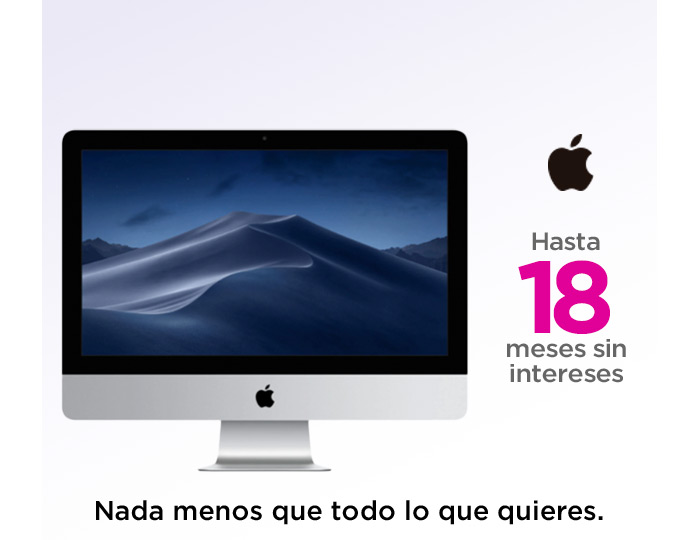 Hasta
18
meses sin
intereses
Nada menos que todo lo que quieres.